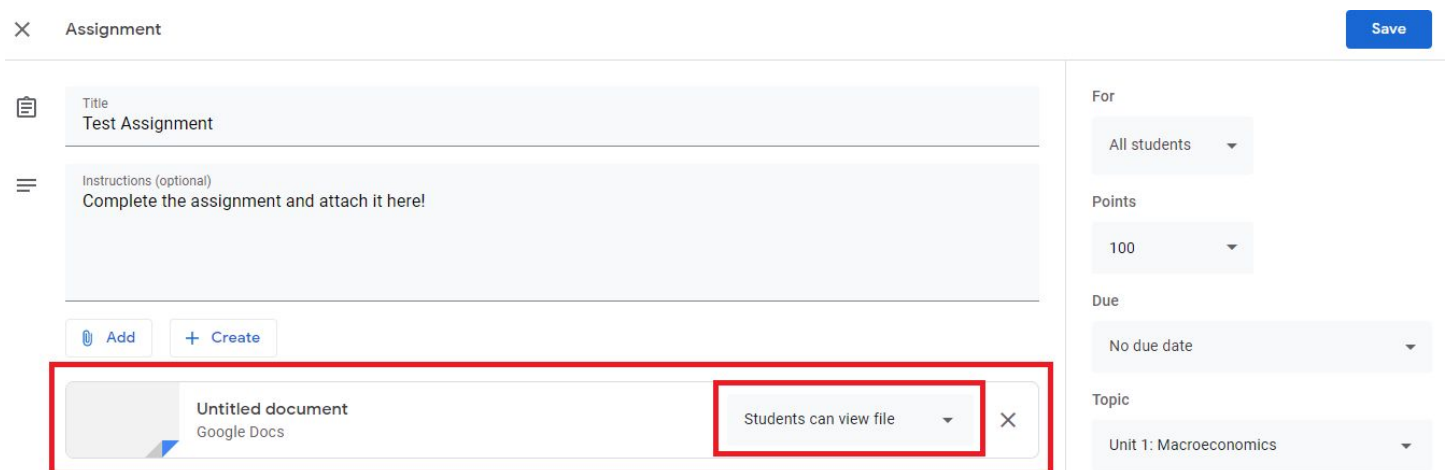 Assignment
Save
Title
Test Assignment
Instructions (optional)
Complete the assignment and attach it here!
Add
+ Create
Untitled document
Google Docs
Students can view file
For
All students
Points
100
Due
No due date
Topic
Unit 1: Macroeconomics